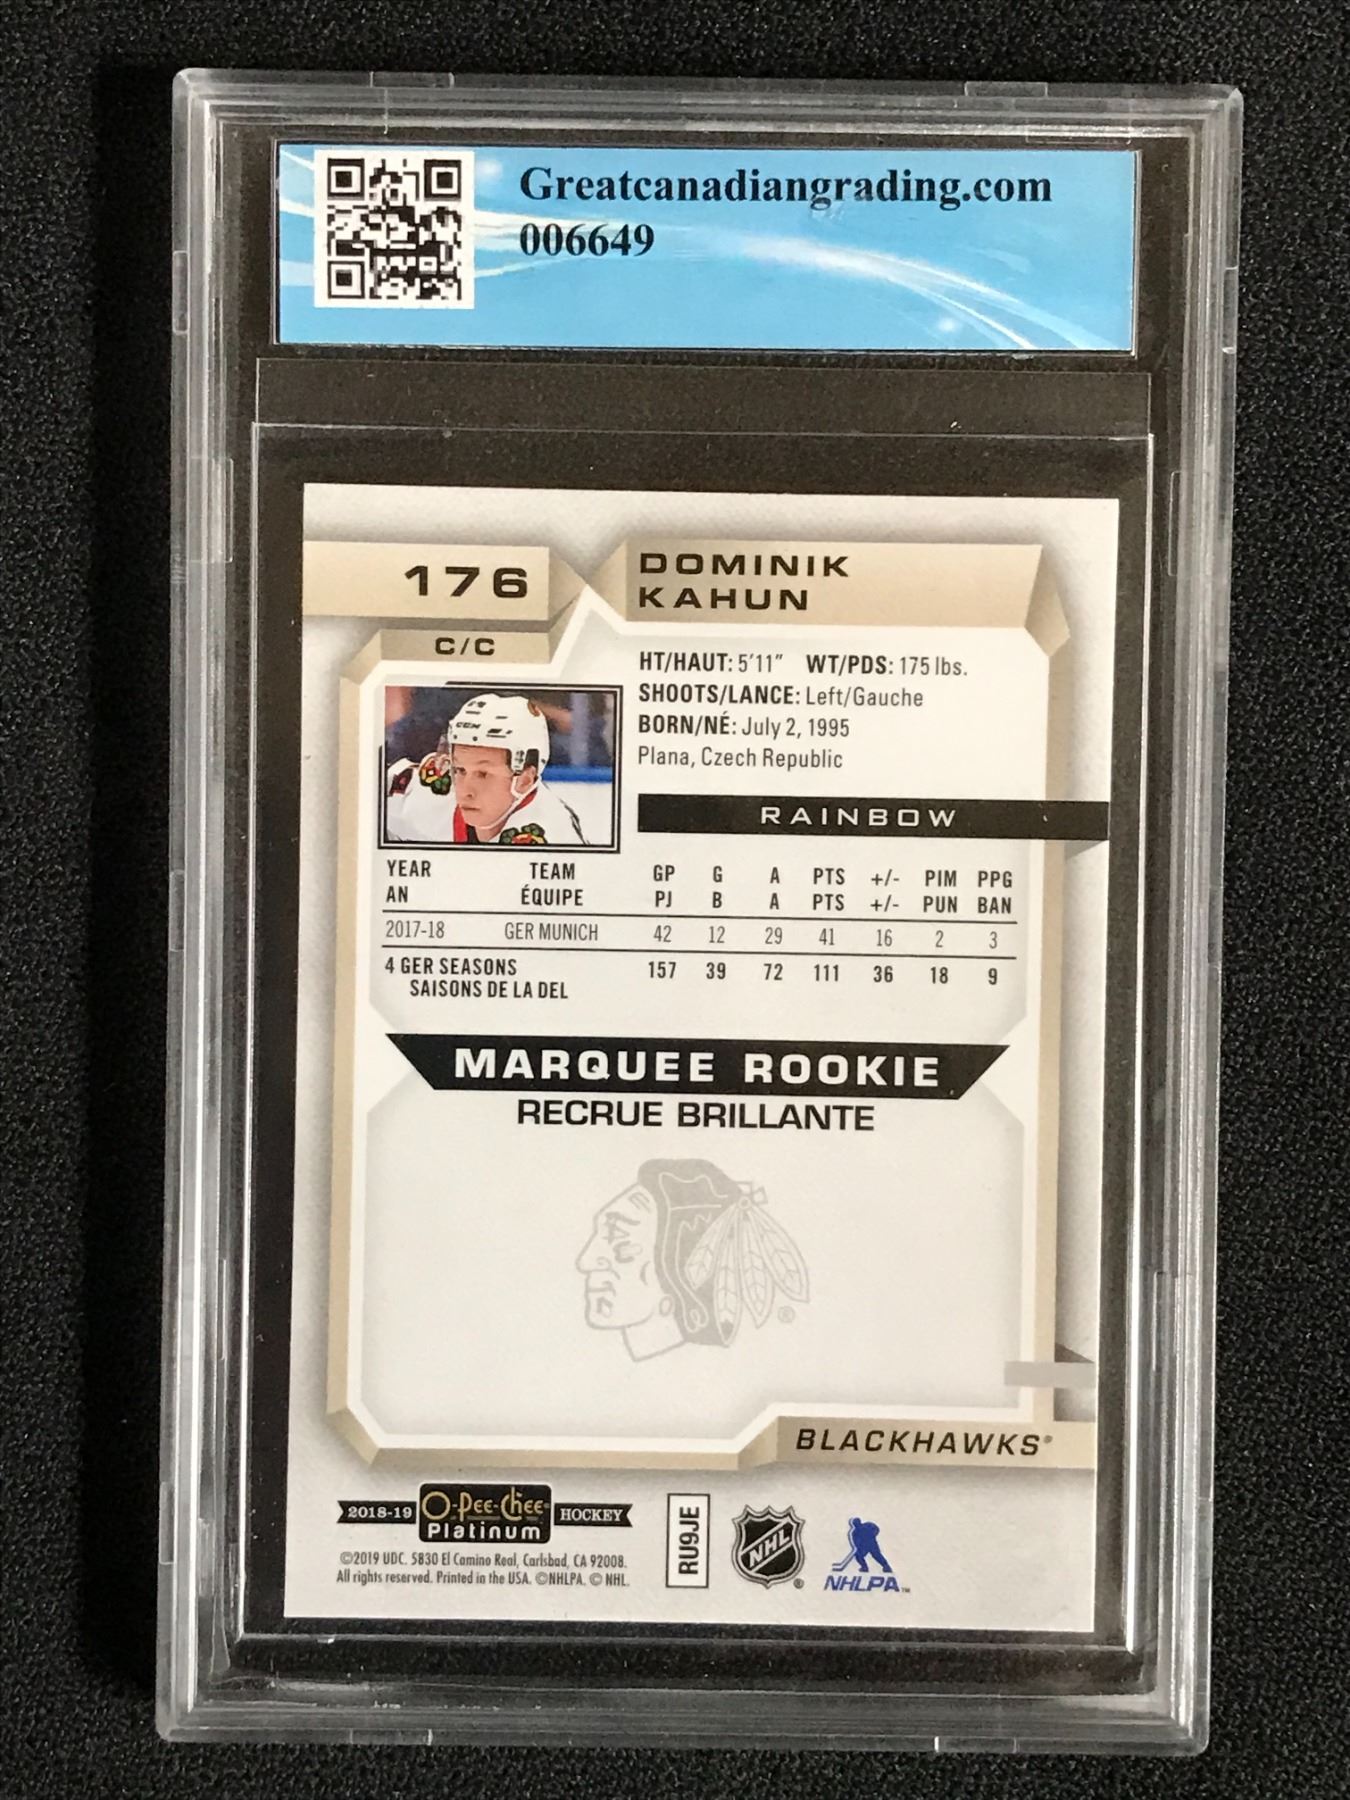 Greatcanadiangrading.com
006649
176
DOMINIK
KAHUN
C/C
HT/HAUT: 5'11" WT/PDS: 175 lbs.
SHOOTS/LANCE: Left/Gauche
BORN/NÉ: July 2, 1995
Plana, Czech Republic
CCM
RAINBOW
YEAR TEAM GP G A PTS +/- PIM PPG
AN ÉQUIPE PJ B A PTS +/- PUN BAN
2017-18 GER MUNICH 42 12 29 41 16 2 3
4 GER SEASONS 157 39 72 111 36 18 9
SAISONS DE LA DEL
MARQUEE ROOKIE
RECRUE BRILLANTE
®
BLACKHAWKS®
2018-19 O-Pee-Chee® HOCKEY
Platinum
©2019 UDC. 5830 El Camino Real, Carlsbad, CA 92008.
All rights reserved. Printed in the USA. ©NHLPA. © NHL.
RU9JE
NHL ®
NHLPA™